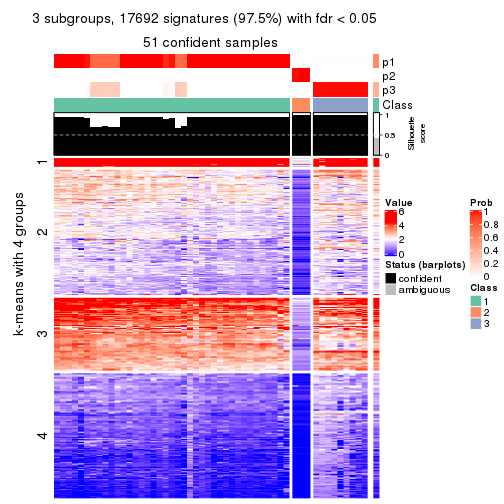 3 subgroups, 17692 signatures (97.5%) with fdr < 0.05
51 confident samples
p1
p2
p3
Class
1
0.5
0
Silhouette
score
k-means with 4 groups
1
2
3
4
Value
6
4
2
0
Status (barplots)
confident
ambiguous
Prob
1
0.8
0.6
0.4
0.2
0
Class
1
2
3